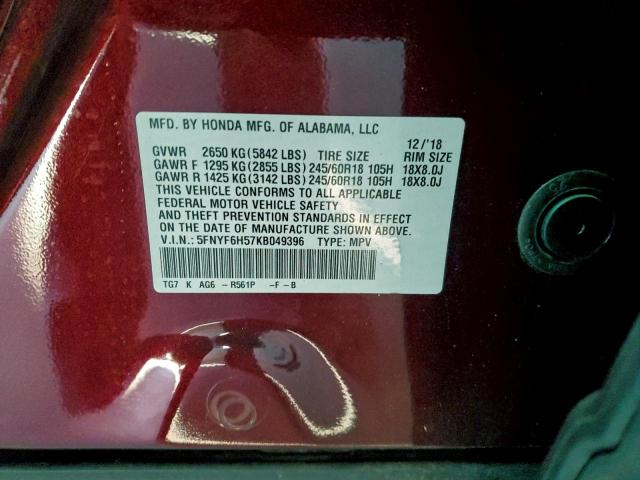 MFD. BY HONDA MFG. OF ALABAMA, LLC 12/'18
GVWR 2650 KG(5842 LBS) TIRE SIZE RIM SIZE
GAWR F 1295 KG(2855 LBS)245/60R18 105H 18X8.0J
GAWR R 1425 KG(3142 LBS)245/60R18 105H 18X8.0J
THIS VEHICLE CONFORMS TO ALL APPLICABLE
FEDERAL MOTOR VEHICLE SAFETY
AND THEFT PREVENTION STANDARDS IN EFFECT
ON THE DATE OF MANUFACTURE SHOWN ABOVE.
V.I.N.: 5FNYF6H57KB049396 TYPE: MPV
TG7 K AG6 -R561P -F-B